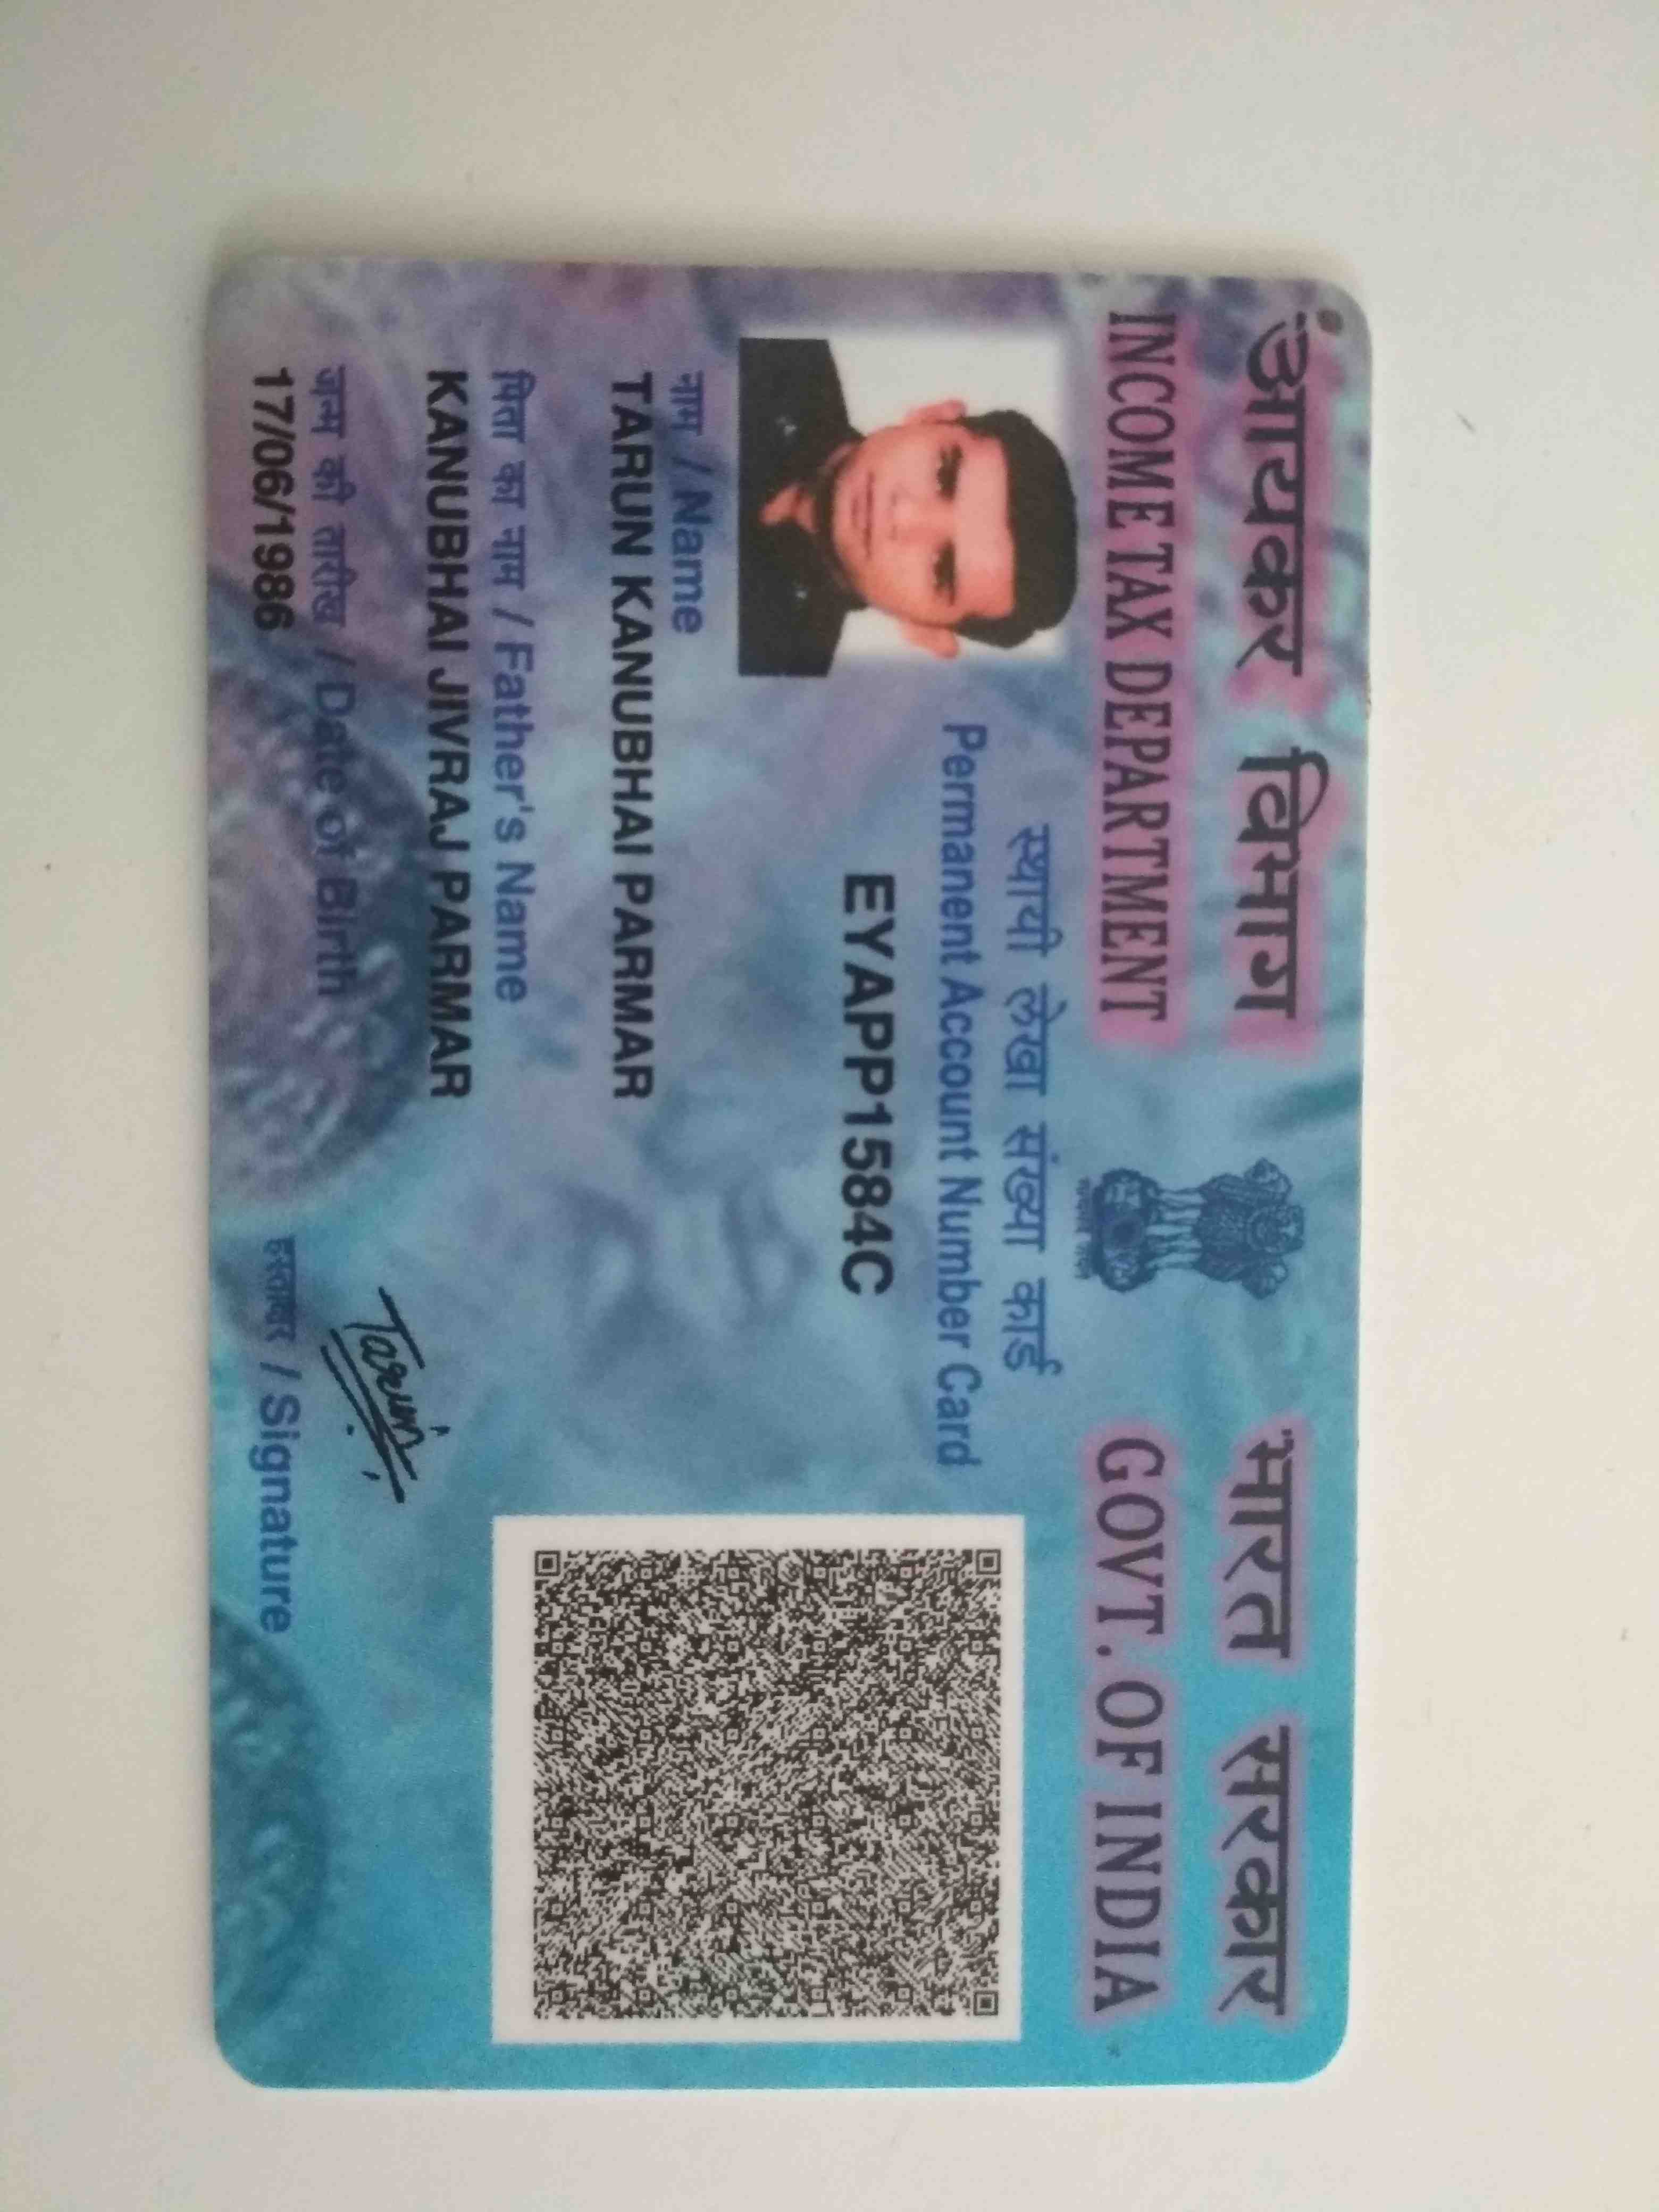 आयकर विभाग
INCOME TAX DEPARTMENT
भारत सरकार
GOVT. OF INDIA
स्थायी लेखा संख्या कार्ड
Permanent Account Number Card
EYAPP1584C
नाम / Name
TARUN KANUBHAI PARMAR
पिता का नाम / Father's Name
KANUBHAI JIVRAJ PARMAR
जन्म की तारीख / Date of Birth
17/06/1986
Tarun
हस्ताक्षर / Signature